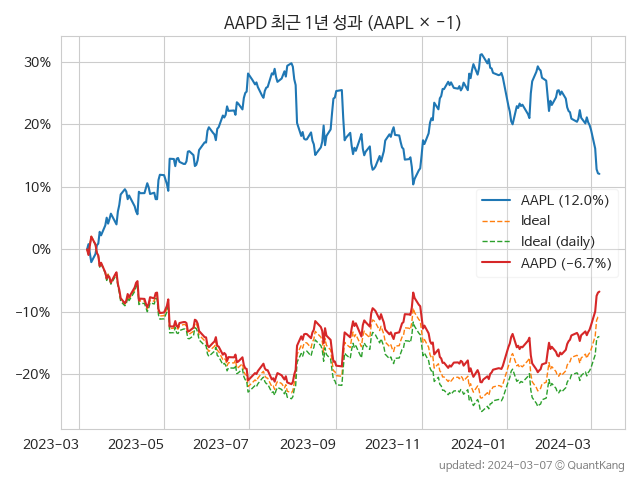 AAPD 최근 1년 성과 (AAPL × −1)
30%
20%
10%
0%
−10%
−20%
AAPL (12.0%)
Ideal
Ideal (daily)
AAPD (−6.7%)
2023-03 2023-05 2023-07 2023-09 2023-11 2024-01 2024-03
updated: 2024-03-07 © QuantKang